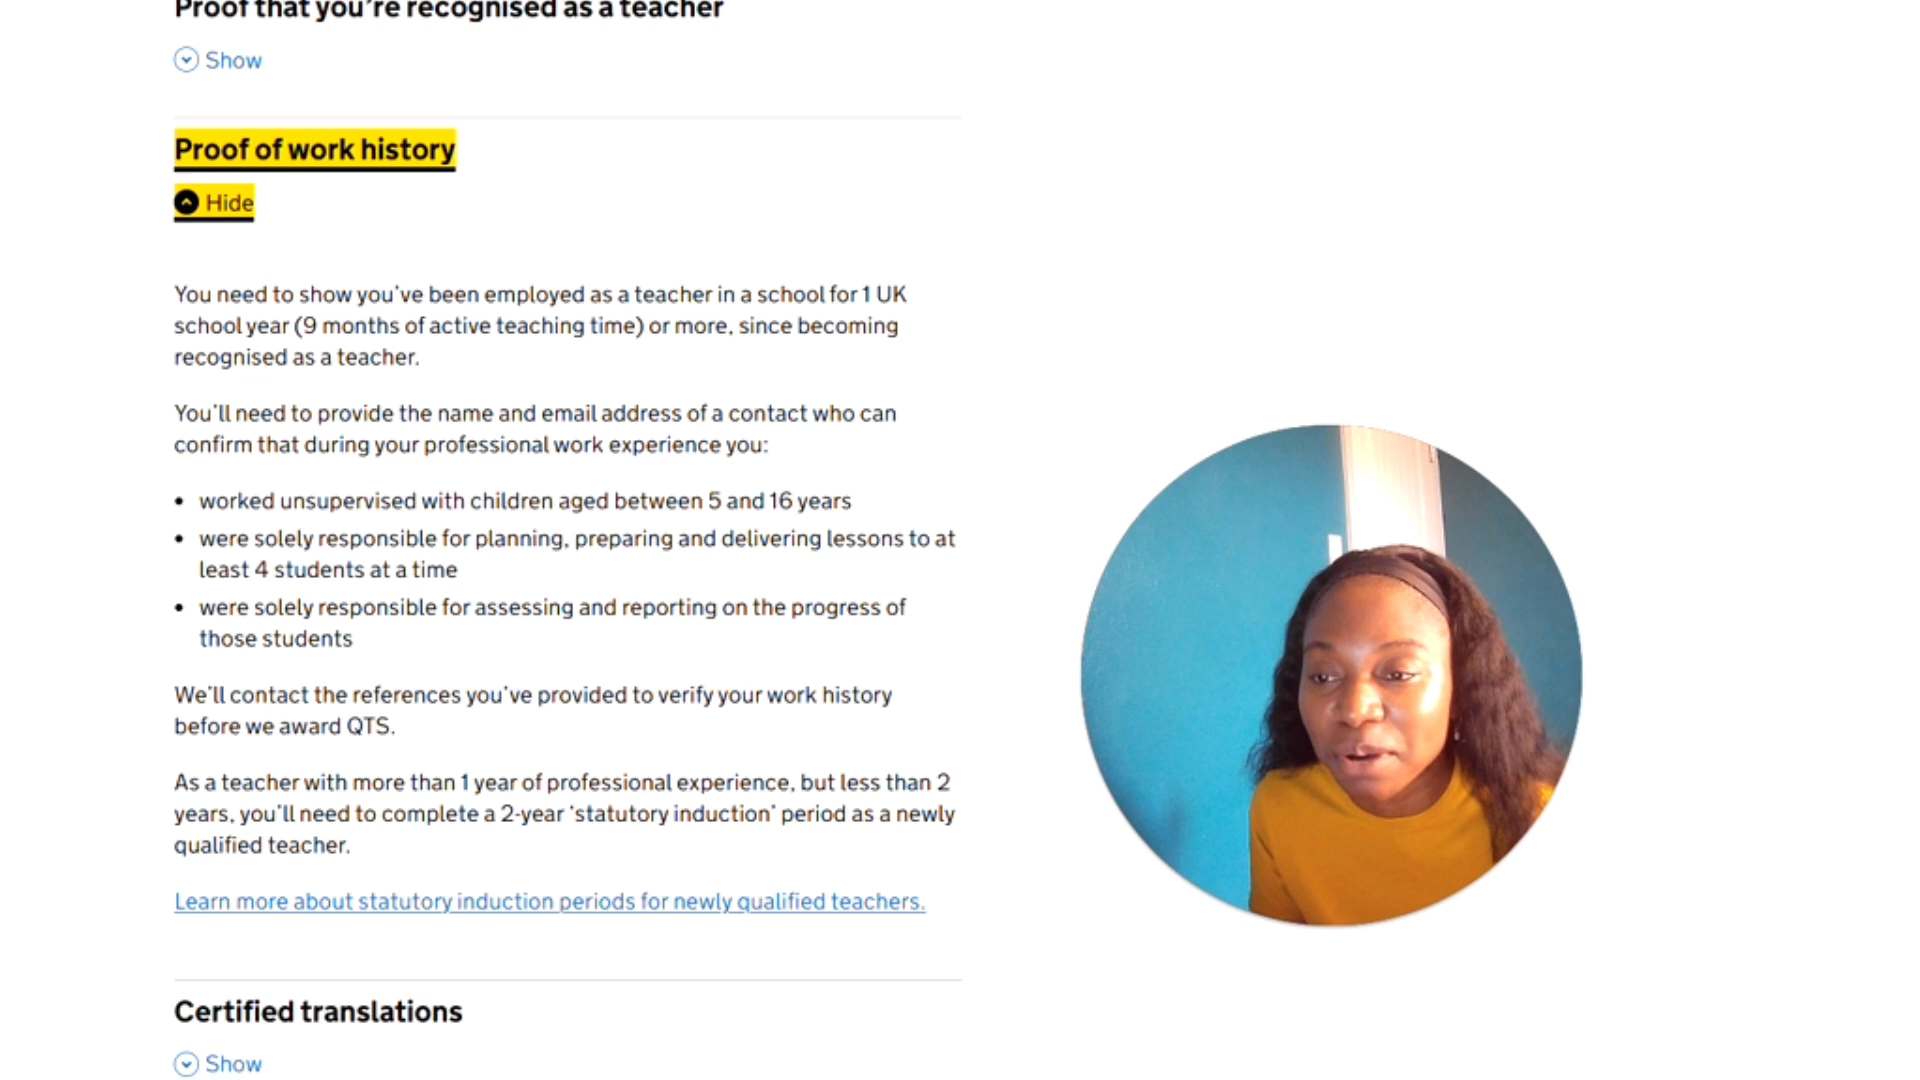 Proof that you're recognised as a teacher
Show
Proof of work history
Hide
You need to show you've been employed as a teacher in a school for 1 UK
school year (9 months of active teaching time) or more, since becoming
recognised as a teacher.
You'll need to provide the name and email address of a contact who can
confirm that during your professional work experience you:
• worked unsupervised with children aged between 5 and 16 years
• were solely responsible for planning, preparing and delivering lessons to at
least 4 students at a time
• were solely responsible for assessing and reporting on the progress of
those students
We'll contact the references you've provided to verify your work history
before we award QTS.
As a teacher with more than 1 year of professional experience, but less than 2
years, you'll need to complete a 2-year 'statutory induction' period as a newly
qualified teacher.
Learn more about statutory induction periods for newly qualified teachers.
Certified translations
Show